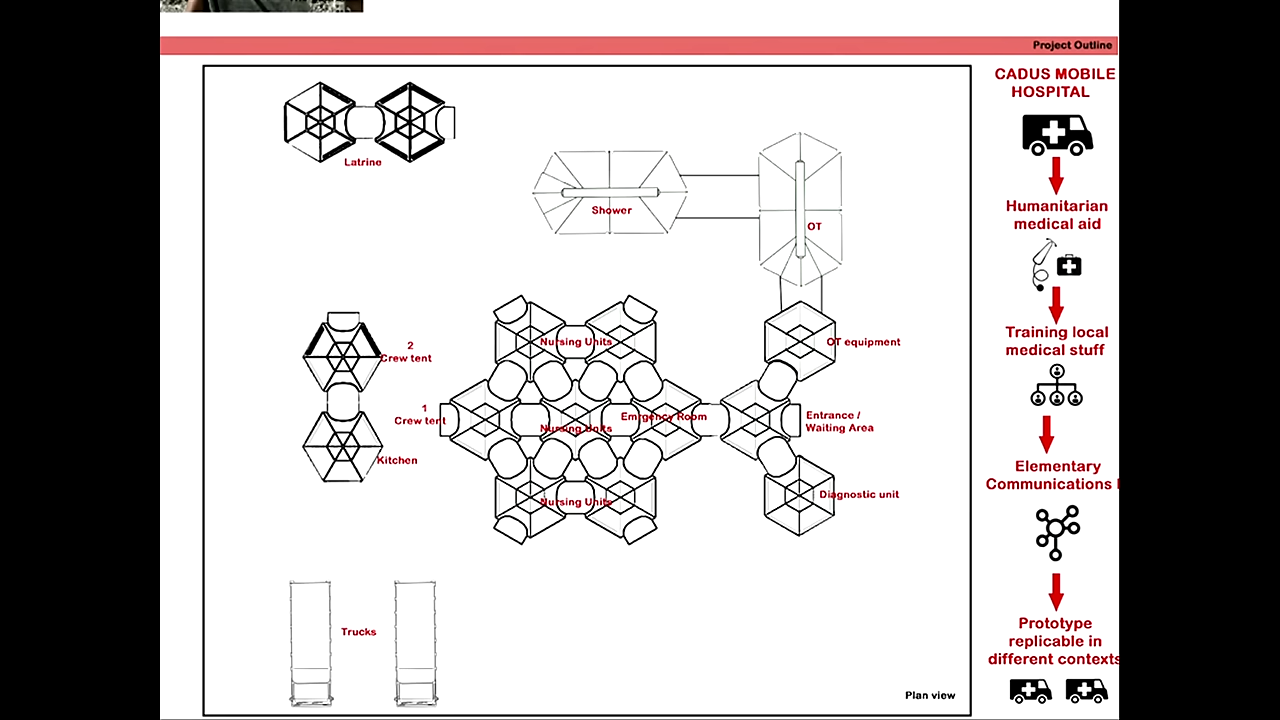 Project Outline
CADUS MOBILE
HOSPITAL
Humanitarian
medical aid
Training local
medical stuff
Elementary
Communications
Prototype
replicable in
different contexts
Latrine
Shower
OT
2
Crew tent
Nursing Units
OT equipment
1
Crew tent
Emrgency Room
Nursing Units
Entrance /
Waiting Area
Kitchen
Nursing Units
Diagnostic unit
Trucks
Plan view